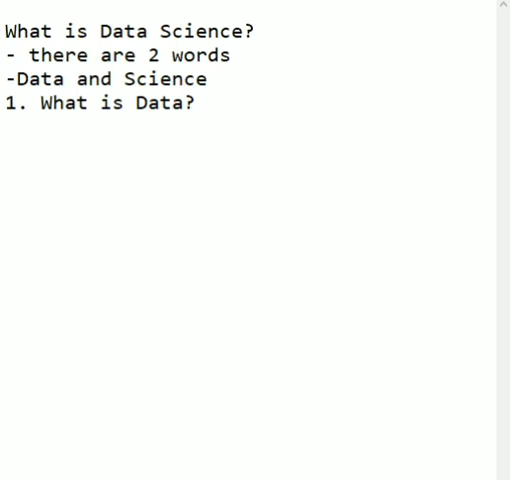 What is Data Science?
- there are 2 words
-Data and Science
1. What is Data?